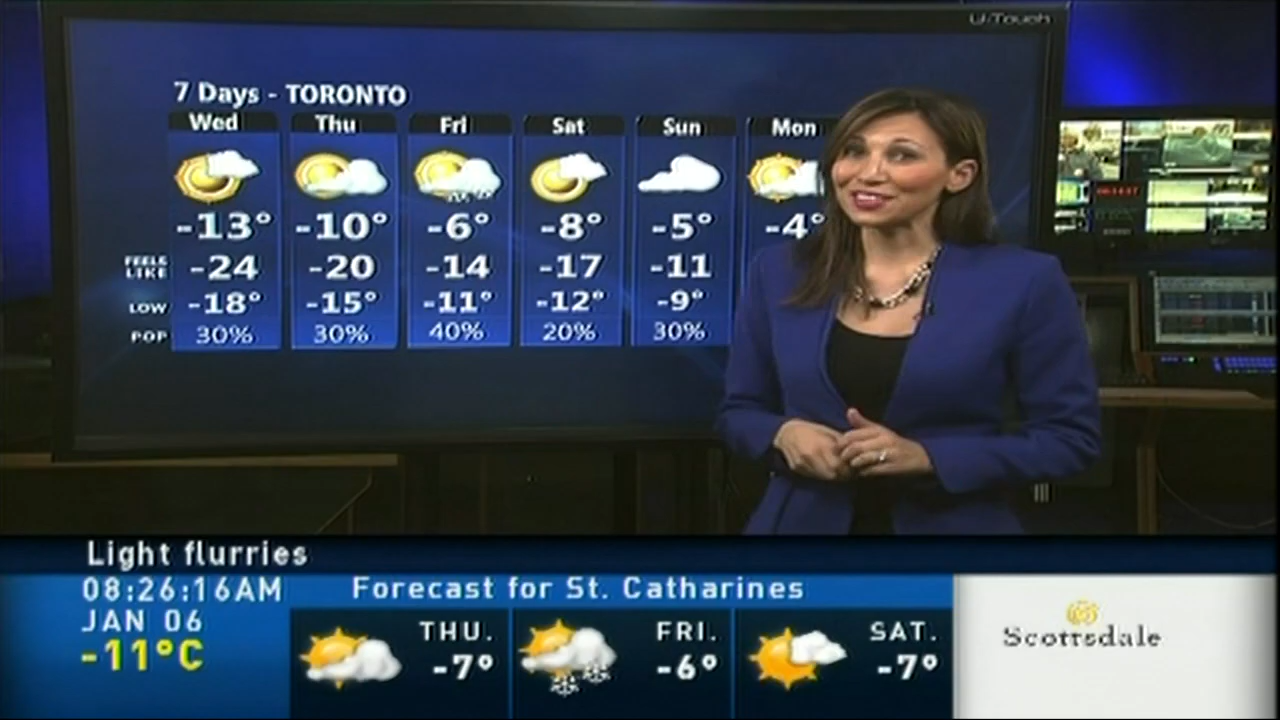 U-Touch
7 Days - TORONTO
Wed Thu Fri Sat Sun Mon
-13° -10° -6° -8° -5° -4°
FEELS LIKE -24 -20 -14 -17 -11
LOW -18° -15° -11° -12° -9°
POP 30% 30% 40% 20% 30%
Light flurries
08:26:16AM
JAN 06
-11°C
Forecast for St. Catharines
THU. FRI. SAT.
-7° -6° -7°
Scottsdale